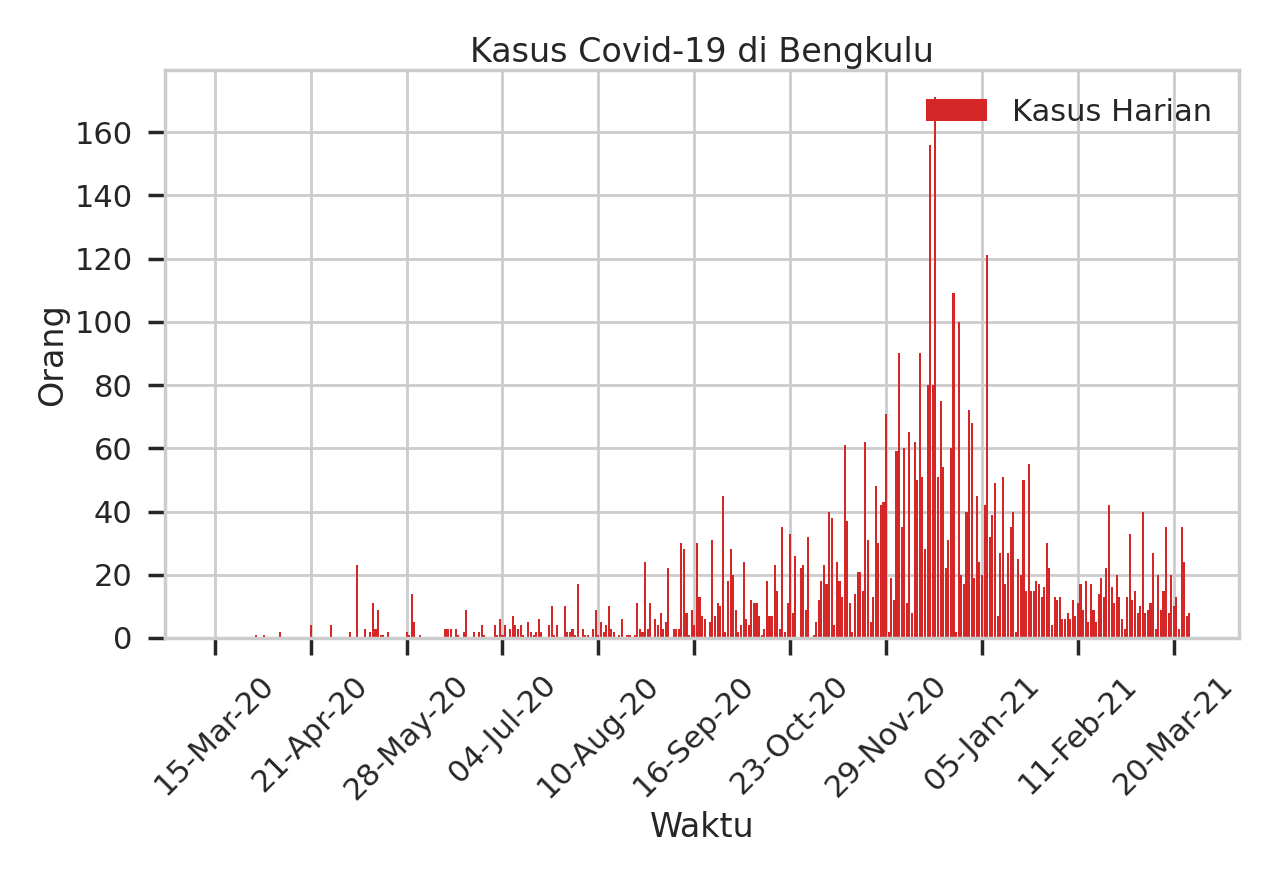 Kasus Covid-19 di Bengkulu
Kasus Harian
Orang
160
140
120
100
80
60
40
20
0
15-Mar-20
21-Apr-20
28-May-20
04-Jul-20
10-Aug-20
16-Sep-20
23-Oct-20
29-Nov-20
05-Jan-21
11-Feb-21
20-Mar-21
Waktu